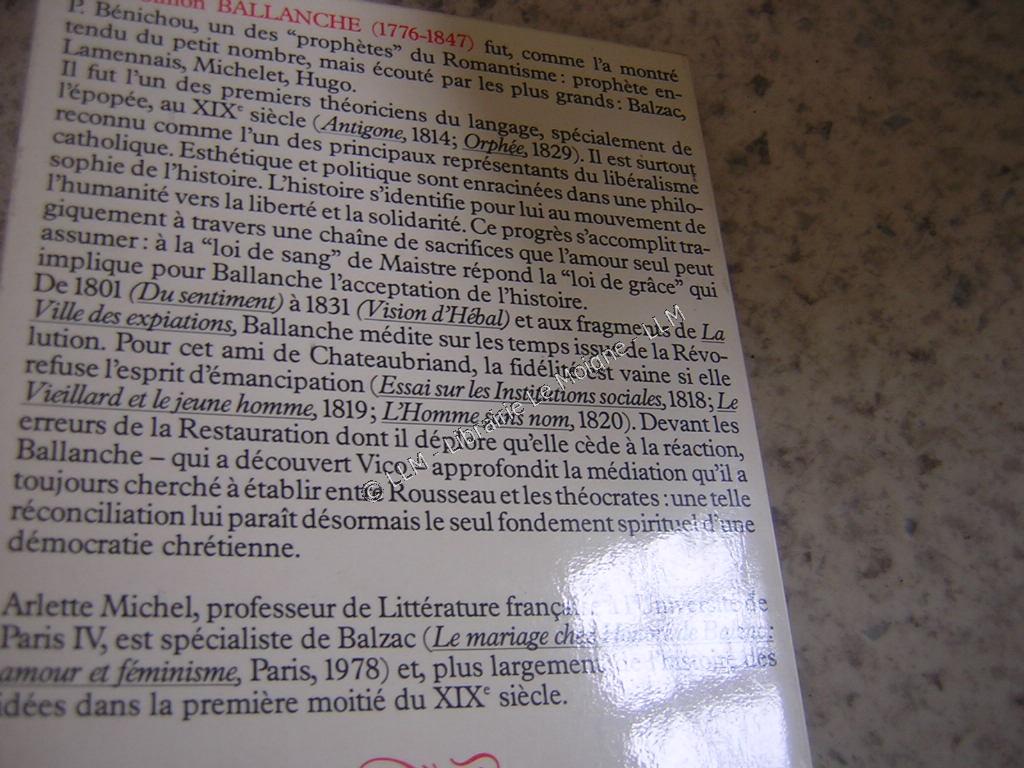 BALLANCHE (1776-1847) fut, comme l'a montré
P. Bénichou, un des "prophètes" du Romantisme : prophète en-
tendu du petit nombre, mais écouté par les plus grands : Balzac,
Lamennais, Michelet, Hugo.
Il fut l'un des premiers théoriciens du langage, spécialement de
l'épopée, au XIXe siècle (Antigone, 1814; Orphée, 1829). Il est surtout
reconnu comme l'un des principaux représentants du libéralisme
catholique. Esthétique et politique sont enracinées dans une philo-
sophie de l'histoire. L'histoire s'identifie pour lui au mouvement de
l'humanité vers la liberté et la solidarité. Ce progrès s'accomplit tra-
giquement à travers une chaîne de sacrifices que l'amour seul peut
assumer : à la "loi de sang" de Maistre répond la "loi de grâce" qui
implique pour Ballanche l'acceptation de l'histoire.
De 1801 (Du sentiment) à 1831 (Vision d'Hébal) et aux fragments de La
Ville des expiations, Ballanche médite sur les temps issus de la Révo-
lution. Pour cet ami de Chateaubriand, la fidélité est vaine si elle
refuse l'esprit d'émancipation (Essai sur les Institutions sociales, 1818; Le
Vieillard et le jeune homme, 1819; L'Homme sans nom, 1820). Devant les
erreurs de la Restauration dont il déplore qu'elle cède à la réaction,
Ballanche – qui a découvert Vico – approfondit la médiation qu'il a
toujours cherché à établir entre Rousseau et les théocrates : une telle
réconciliation lui paraît désormais le seul fondement spirituel d'une
démocratie chrétienne.
Arlette Michel, professeur de Littérature française à l'Université de
Paris IV, est spécialiste de Balzac (Le mariage chez Honoré de Balzac:
amour et féminisme, Paris, 1978) et, plus largement de l'histoire des
idées dans la première moitié du XIXe siècle.
© LLM - Librairie Le Moigne - LLM